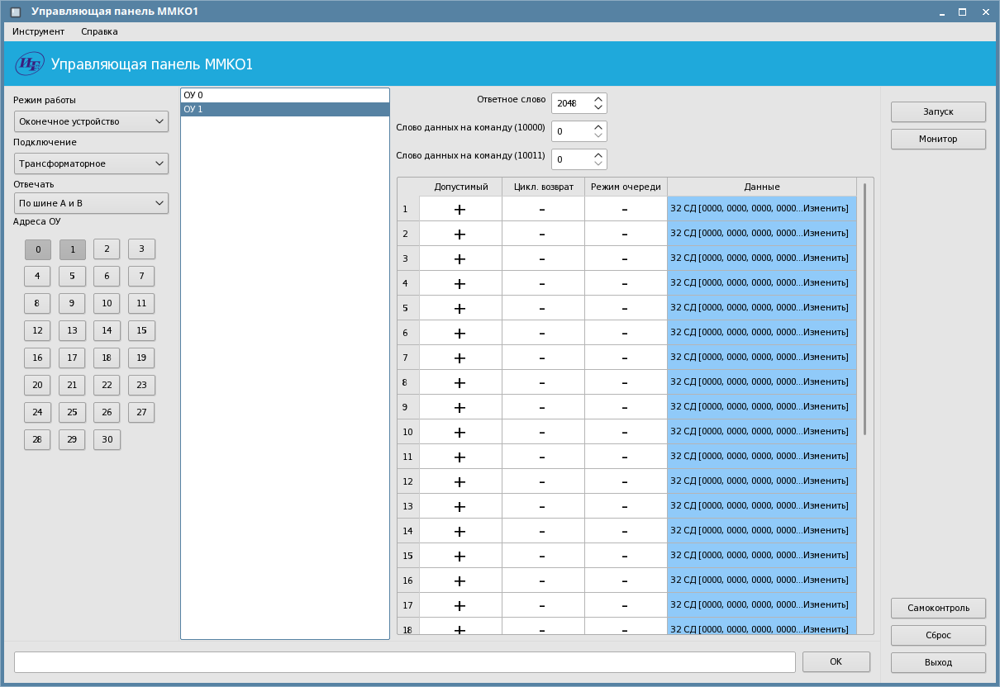 Управляющая панель ММКО1
Инструмент Справка
ИЕ Управляющая панель ММКО1
Режим работы
Оконечное устройство
Подключение
Трансформаторное
Отвечать
По шине А и В
Адреса ОУ
0 1 2 3
4 5 6 7
8 9 10 11
12 13 14 15
16 17 18 19
20 21 22 23
24 25 26 27
28 29 30
ОУ 0
ОУ 1
Ответное слово 2048
Слово данных на команду (10000) 0
Слово данных на команду (10011) 0
Допустимый Цикл. возврат Режим очереди Данные
1 + – – 32 СД [0000, 0000, 0000, 0000...Изменить]
2 + – – 32 СД [0000, 0000, 0000, 0000...Изменить]
3 + – – 32 СД [0000, 0000, 0000, 0000...Изменить]
4 + – – 32 СД [0000, 0000, 0000, 0000...Изменить]
5 + – – 32 СД [0000, 0000, 0000, 0000...Изменить]
6 + – – 32 СД [0000, 0000, 0000, 0000...Изменить]
7 + – – 32 СД [0000, 0000, 0000, 0000...Изменить]
8 + – – 32 СД [0000, 0000, 0000, 0000...Изменить]
9 + – – 32 СД [0000, 0000, 0000, 0000...Изменить]
10 + – – 32 СД [0000, 0000, 0000, 0000...Изменить]
11 + – – 32 СД [0000, 0000, 0000, 0000...Изменить]
12 + – – 32 СД [0000, 0000, 0000, 0000...Изменить]
13 + – – 32 СД [0000, 0000, 0000, 0000...Изменить]
14 + – – 32 СД [0000, 0000, 0000, 0000...Изменить]
15 + – – 32 СД [0000, 0000, 0000, 0000...Изменить]
16 + – – 32 СД [0000, 0000, 0000, 0000...Изменить]
17 + – – 32 СД [0000, 0000, 0000, 0000...Изменить]
18 + – – 32 СД [0000, 0000, 0000, 0000...Изменить]
Запуск
Монитор
Самоконтроль
Сброс
Выход
OK